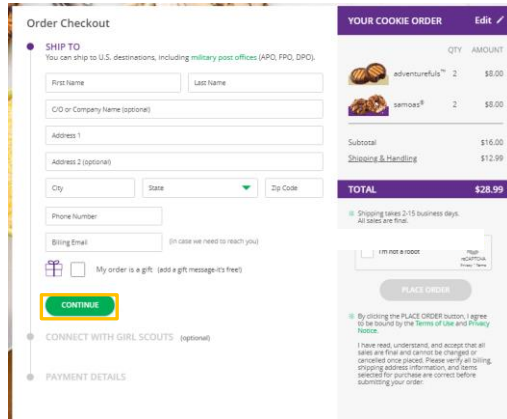 Order Checkout
SHIP TO
You can ship to U.S. destinations, including military post offices (APO, FPO, DPO).
First Name
Last Name
C/O or Company Name (optional)
Address 1
Address 2 (optional)
City
State
Zip Code
Phone Number
Billing Email
(in case we need to reach you)
My order is a gift (add a gift message-it's free!)
CONTINUE
CONNECT WITH GIRL SCOUTS (optional)
PAYMENT DETAILS
YOUR COOKIE ORDER
Edit
QTY AMOUNT
adventurefuls™ 2 $8.00
samoas® 2 $8.00
Subtotal $16.00
Shipping & Handling $12.99
TOTAL $28.99
Shipping takes 2-15 business days.
All sales are final.
I'm not a robot
reCAPTCHA
Privacy - Terms
PLACE ORDER
By clicking the PLACE ORDER button, I agree
to be bound by the Terms of Use and Privacy
Notice.
I have read, understand, and accept that all
sales are final and cannot be changed or
cancelled once placed. Please verify all billing,
shipping address information, and items
selected for purchase are correct before
submitting your order.